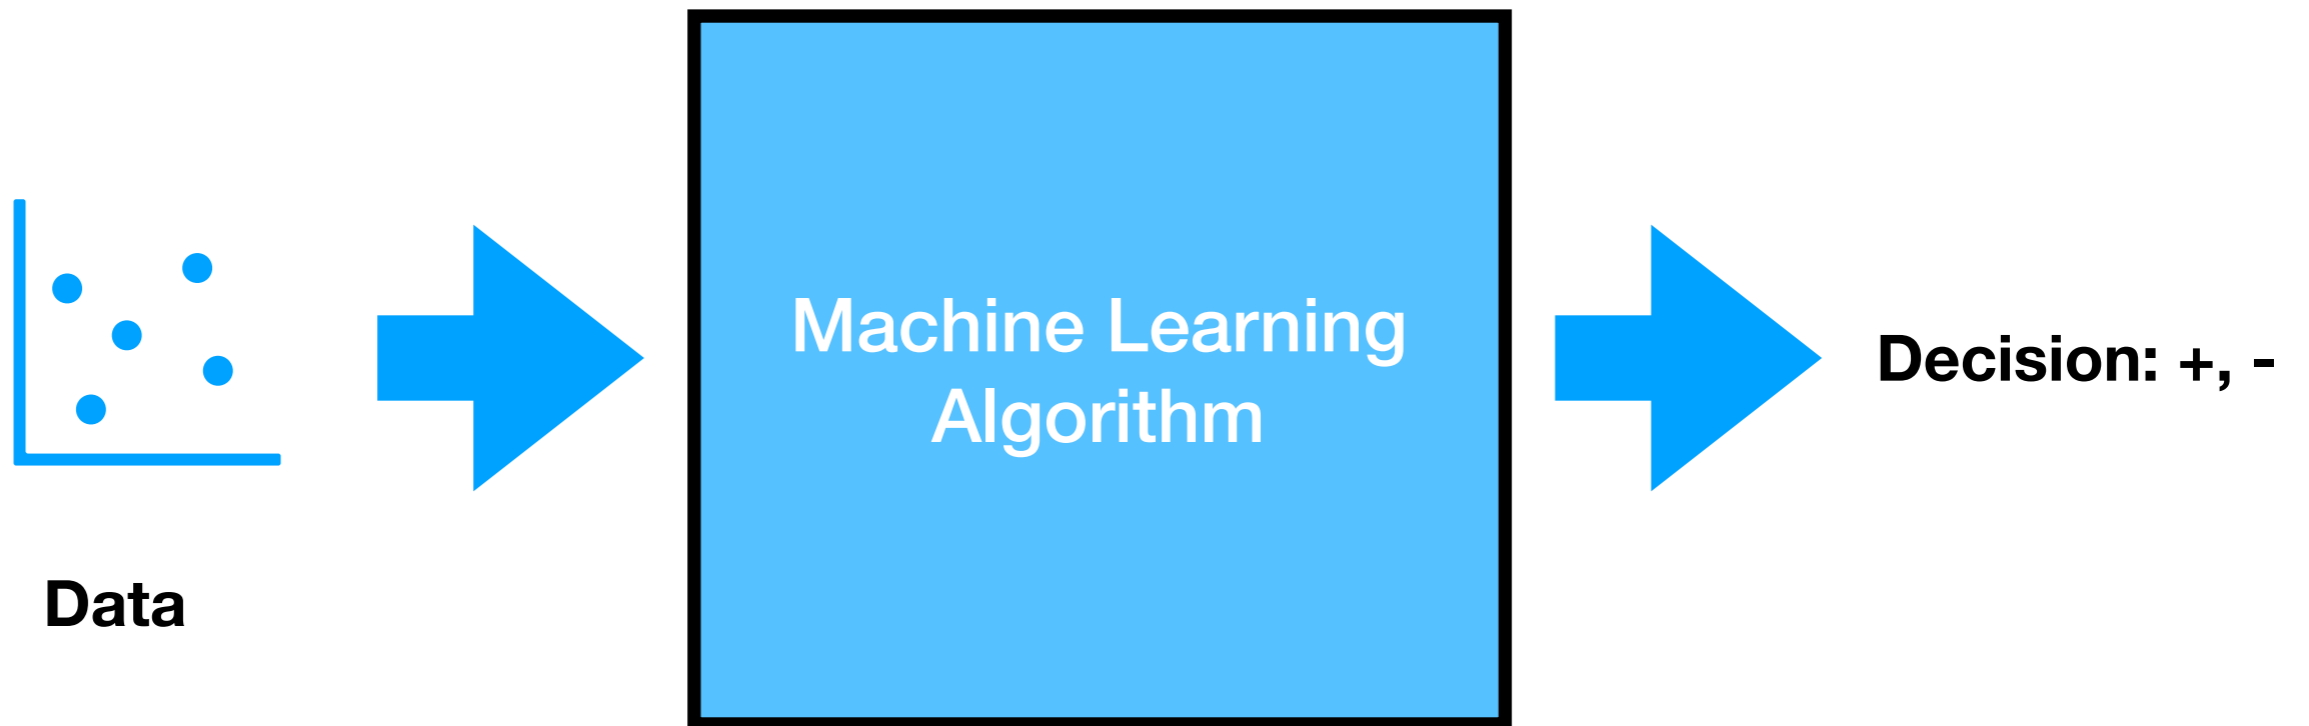 Machine Learning
Algorithm
Decision: +, -
Data